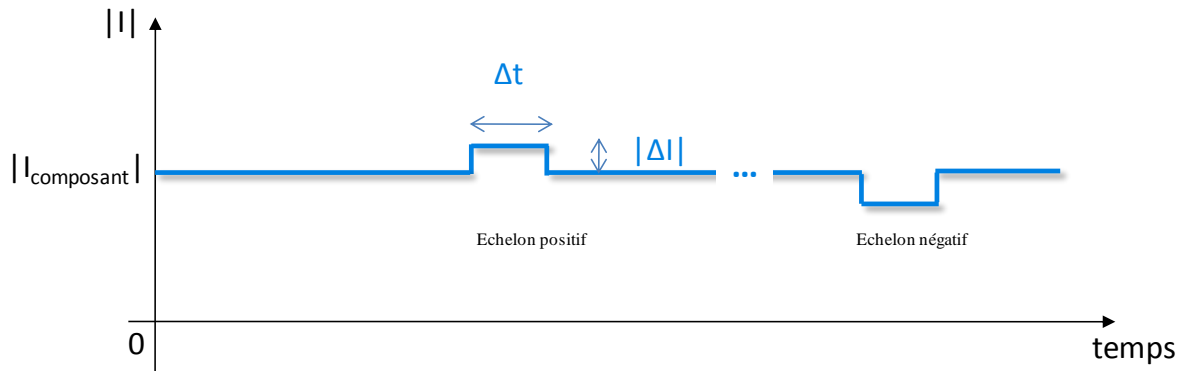 |I|
Δt
|ΔI|
|Icomposant|
...
Echelon positif
Echelon négatif
0
temps